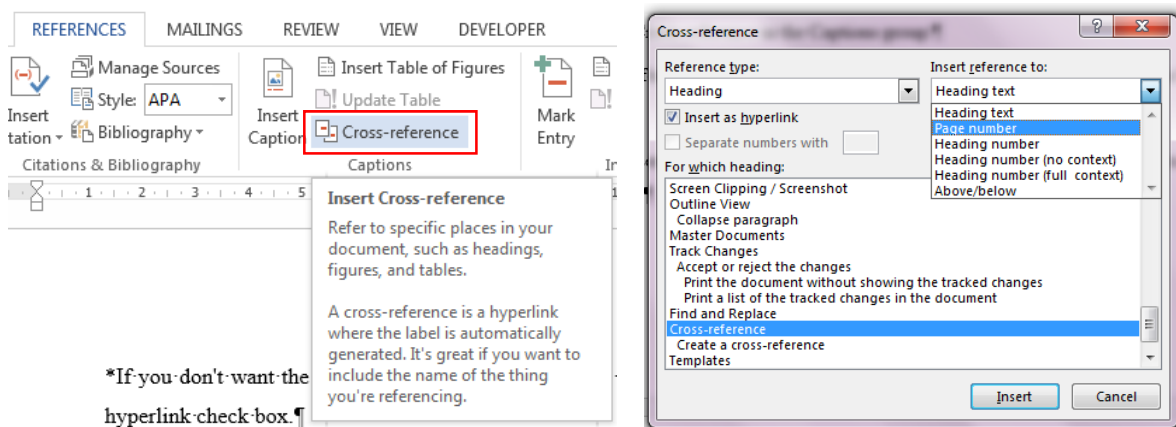 REFERENCES MAILINGS REVIEW VIEW DEVELOPER
Manage Sources
Style: APA
Bibliography
Insert
tation
Citations & Bibliography
Insert
Caption
Insert Table of Figures
Update Table
Cross-reference
Captions
Mark
Entry
In
1 2 3 4 5
Insert Cross-reference
Refer to specific places in your
document, such as headings,
figures, and tables.
A cross-reference is a hyperlink
where the label is automatically
generated. It's great if you want to
include the name of the thing
you're referencing.
*If·you·don't·want·the
hyperlink·check·box.¶
Cross-reference
Reference type:
Heading
Insert reference to:
Heading text
Insert as hyperlink
Separate numbers with
For which heading:
Heading text
Page number
Heading number
Heading number (no context)
Heading number (full context)
Above/below
Screen Clipping / Screenshot
Outline View
Collapse paragraph
Master Documents
Track Changes
Accept or reject the changes
Print the document without showing the tracked changes
Print a list of the tracked changes in the document
Find and Replace
Cross-reference
Create a cross-reference
Templates
Insert Cancel